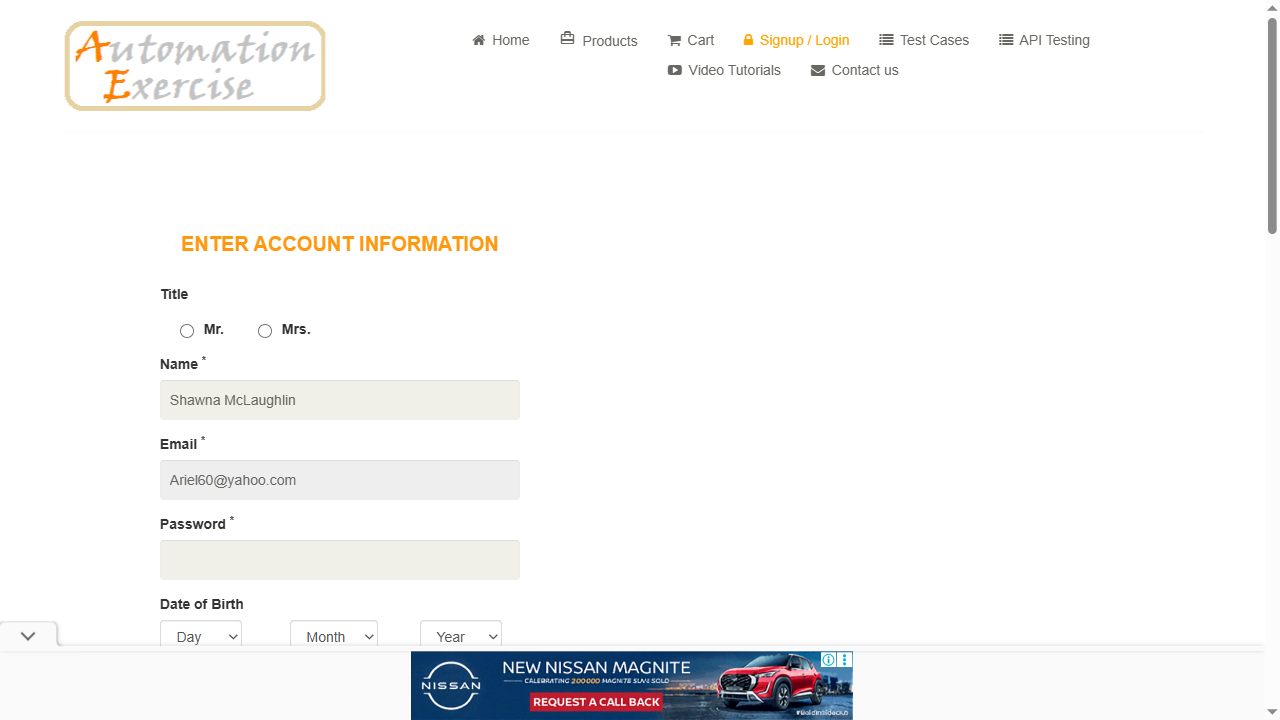 Automation
Exercise
Home
Products
Cart
Signup / Login
Test Cases
API Testing
Video Tutorials
Contact us
ENTER ACCOUNT INFORMATION
Title
Mr.
Mrs.
Name *
Shawna McLaughlin
Email *
Ariel60@yahoo.com
Password *
Date of Birth
Day
Month
Year
NISSAN
NEW NISSAN MAGNITE
CELEBRATING 200000 MAGNITE SUVs SOLD
REQUEST A CALL BACK